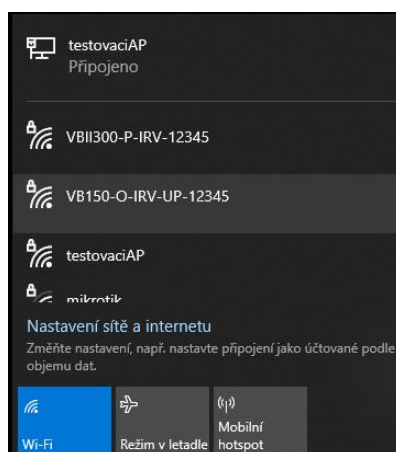 testovaciAP
Připojeno
VBII300-P-IRV-12345
VB150-O-IRV-UP-12345
testovaciAP
mikrotik
Nastavení sítě a internetu
Změňte nastavení, např. nastavte připojení jako účtované podle
objemu dat.
Wi-Fi
Režim v letadle
Mobilní
hotspot